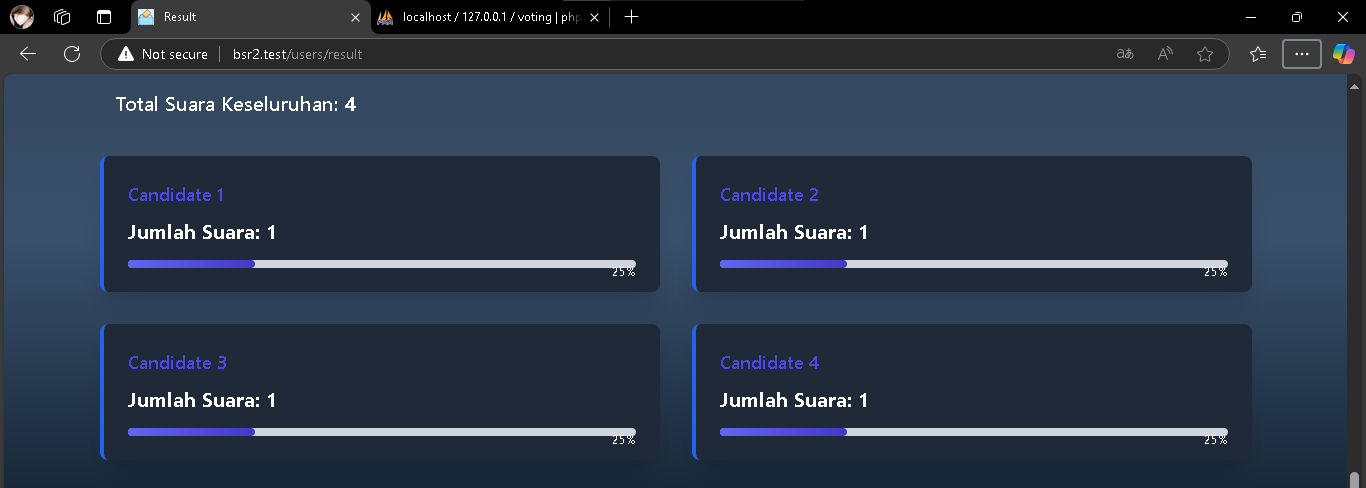 Result
localhost / 127.0.0.1 / voting | php
Not secure
bsr2.test/users/result
Total Suara Keseluruhan: 4
Candidate 1
Jumlah Suara: 1
25%
Candidate 2
Jumlah Suara: 1
25%
Candidate 3
Jumlah Suara: 1
25%
Candidate 4
Jumlah Suara: 1
25%